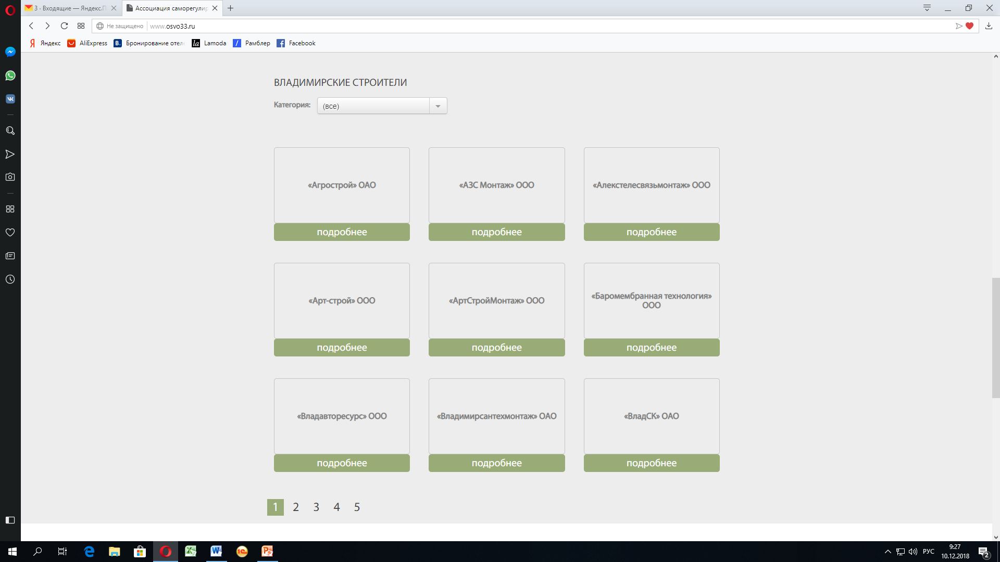 3 - Входящие — Яндекс.П
Ассоциация саморегулир
Не защищено
www.osvo33.ru
Яндекс
AliExpress
Бронирование отел
Lamoda
Рамблер
Facebook
ВЛАДИМИРСКИЕ СТРОИТЕЛИ
Категория: (все)
«Агрострой» ОАО
«АЗС Монтаж» ООО
«Алекстелесвязьмонтаж» ООО
подробнее
подробнее
подробнее
«Арт-строй» ООО
«АртСтройМонтаж» ООО
«Баромембранная технология»
ООО
подробнее
подробнее
подробнее
«Владавторесурс» ООО
«Владимирсантехмонтаж» ОАО
«ВладСК» ОАО
подробнее
подробнее
подробнее
1 2 3 4 5
РУС
9:27
10.12.2018
2